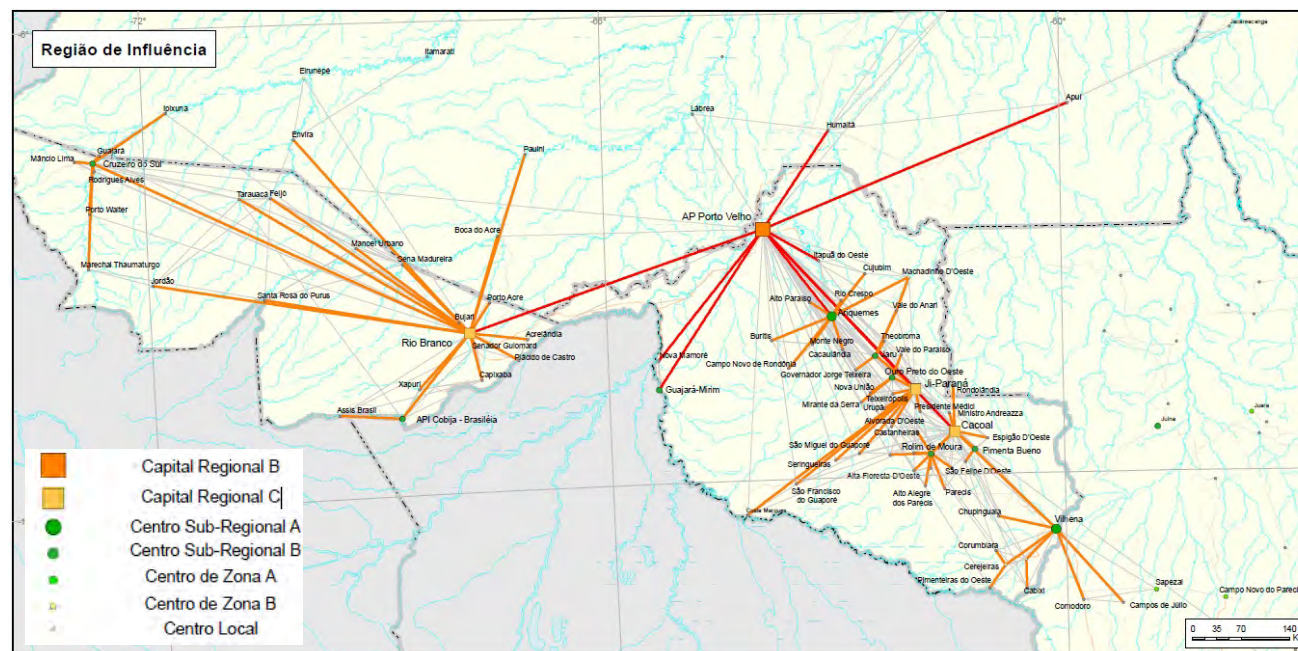 -72°
-66°
-60°
Região de Influência
Jacareacanga
Itamarati
Eirunepé
Ipixuna
Envira
Lábrea
Humaitá
Apuí
Pauini
Guajará
Mâncio Lima
Cruzeiro do Sul
Rodrigues Alves
Tarauacá
Feijó
Porto Walter
Boca do Acre
AP Porto Velho
Manoel Urbano
Sena Madureira
Itapuã do Oeste
Marechal Thaumaturgo
Cujubim
Machadinho D'Oeste
Jordão
Santa Rosa do Purus
Porto Acre
Rio Crespo
Alto Paraíso
Vale do Anari
Bujari
Ariquemes
Rio Branco
Acrelândia
Senador Guiomard
Buritis
Monte Negro
Theobroma
Plácido de Castro
Nova Mamoré
Cacaulândia
Jaru
Vale do Paraíso
Campo Novo de Rondônia
Governador Jorge Teixeira
Ouro Preto do Oeste
Capixaba
Xapuri
Guajará-Mirim
Nova União
Ji-Paraná
Rondolândia
Mirante da Serra
Teixeirópolis
Urupá
Presidente Médici
Ministro Andreazza
Assis Brasil
API Cobija - Brasiléia
Alvorada D'Oeste
Cacoal
Castanheiras
Juara
Juína
Espigão D'Oeste
São Miguel do Guaporé
Rolim de Moura
Pimenta Bueno
Seringueiras
São Felipe D'Oeste
Alta Floresta D'Oeste
São Francisco
do Guaporé
Alto Alegre
dos Parecis
Parecis
Costa Marques
Chupinguaia
Vilhena
Corumbiara
Cerejeiras
Pimenteiras do Oeste
Cabixi
Comodoro
Campos de Júlio
Sapezal
Campo Novo do Pareci
Capital Regional B
Capital Regional C
Centro Sub-Regional A
Centro Sub-Regional B
Centro de Zona A
Centro de Zona B
Centro Local
0 35 70 140
K